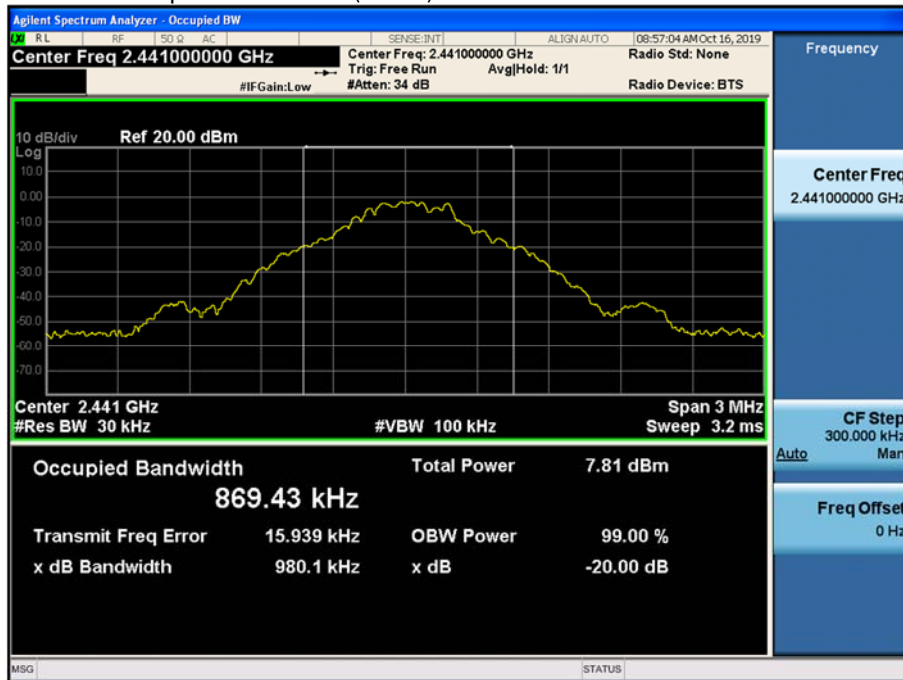 Agilent Spectrum Analyzer - Occupied BW
LXI RL RF 50 Ω AC SENSE:INT ALIGN AUTO 08:57:04 AM Oct 16, 2019
Center Freq 2.441000000 GHz Center Freq: 2.441000000 GHz Radio Std: None
Trig: Free Run Avg|Hold: 1/1
#IFGain:Low #Atten: 34 dB Radio Device: BTS
Frequency
10 dB/div Ref 20.00 dBm
Log
10.0
0.00
-10.0
-20.0
-30.0
-40.0
-50.0
-60.0
-70.0
Center 2.441 GHz Span 3 MHz
#Res BW 30 kHz #VBW 100 kHz Sweep 3.2 ms
Occupied Bandwidth Total Power 7.81 dBm
869.43 kHz
Transmit Freq Error 15.939 kHz OBW Power 99.00 %
x dB Bandwidth 980.1 kHz x dB -20.00 dB
Center Freq
2.441000000 GHz
CF Step
300.000 kHz
Auto Man
Freq Offset
0 Hz
MSG STATUS